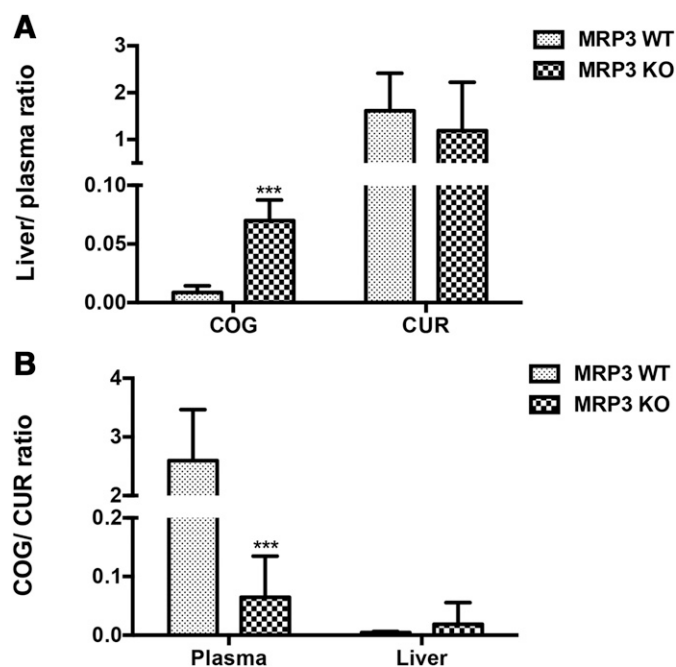 A
MRP3 WT
MRP3 KO
Liver/ plasma ratio
3
2
1
0.10
0.05
0.00
***
COG
CUR
B
MRP3 WT
MRP3 KO
COG/ CUR ratio
4
3
2
0.2
0.1
0.0
***
Plasma
Liver